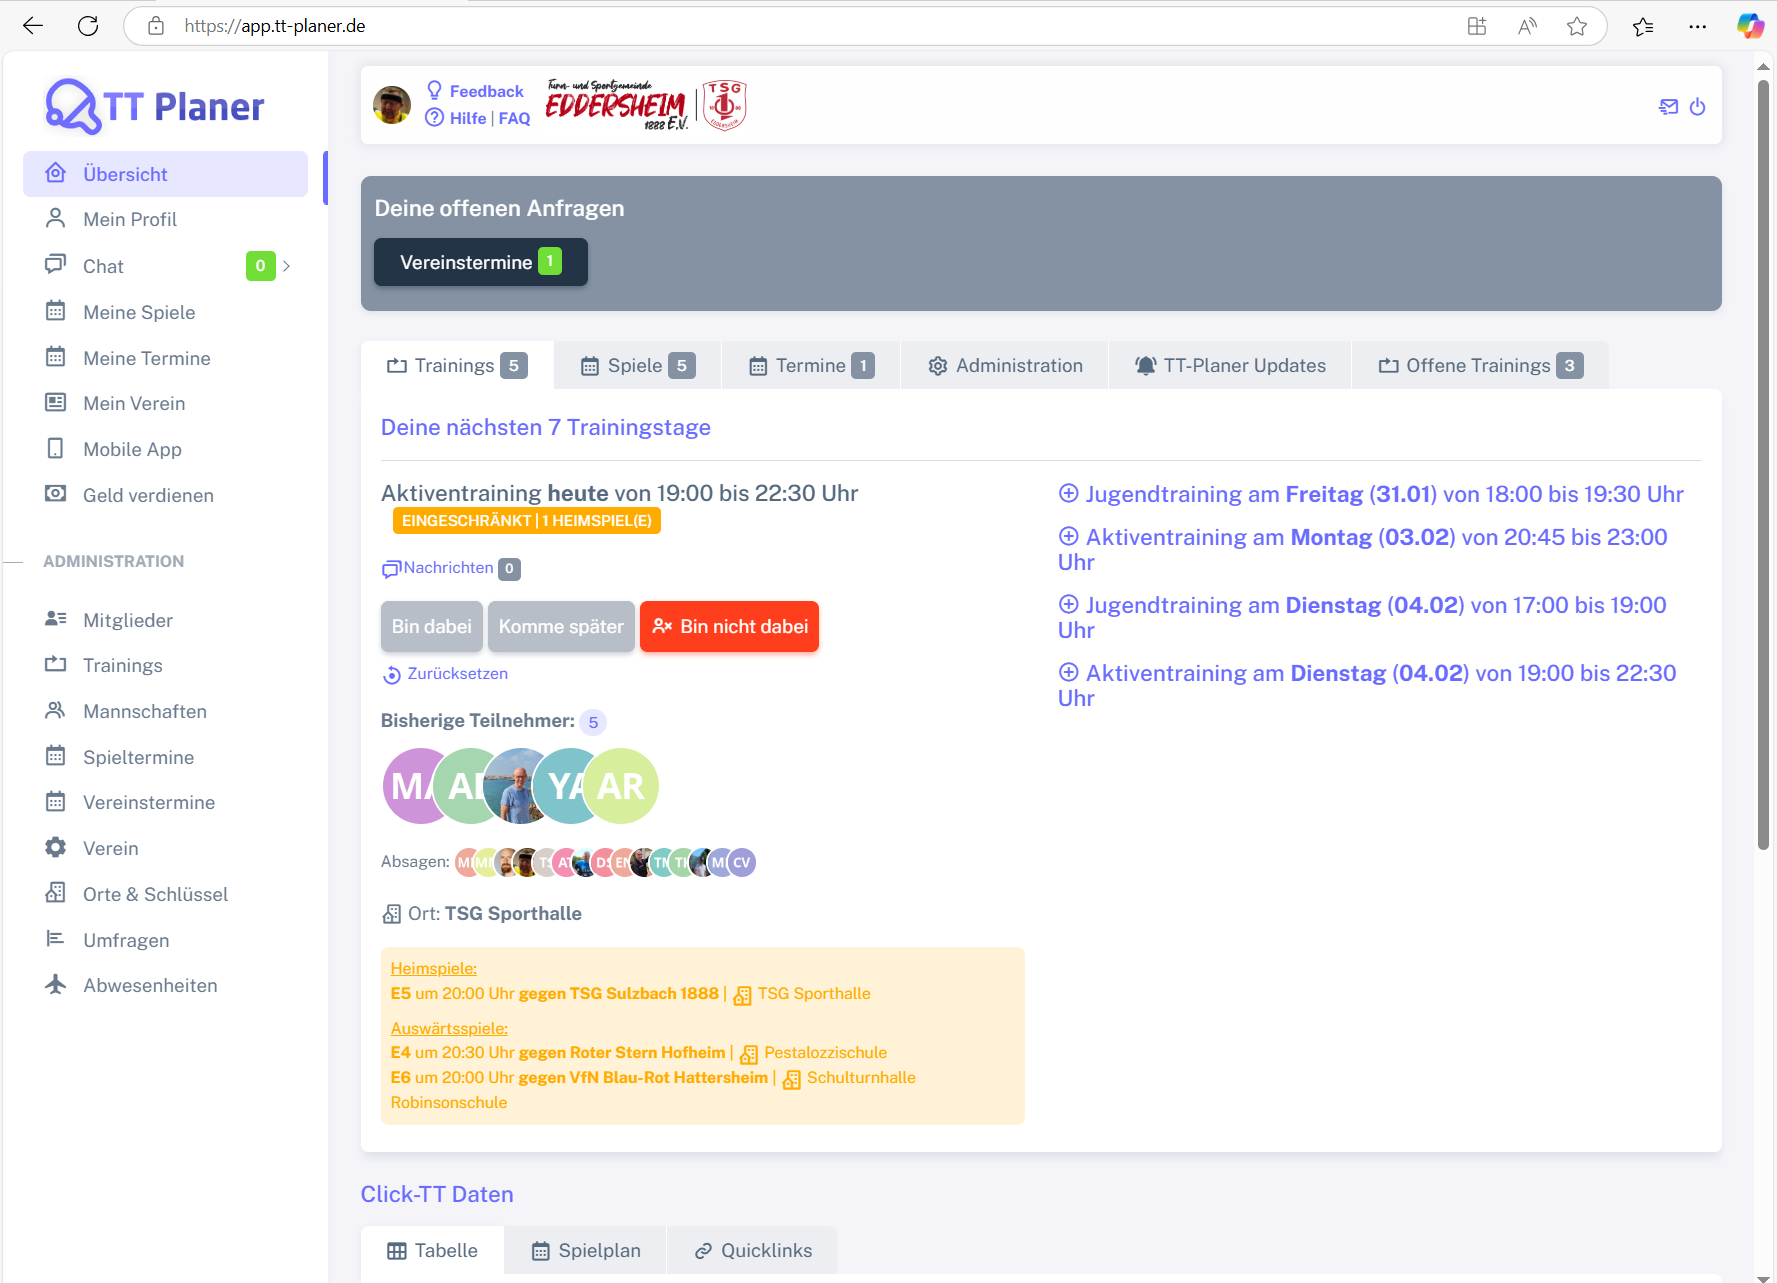 https://app.tt-planer.de
TT Planer
Feedback
Hilfe | FAQ
Turn- und Sportgemeinde
EDDERSHEIM
1888 E.V.
TSG
EDDERSHEIM
Übersicht
Mein Profil
Chat 0
Meine Spiele
Meine Termine
Mein Verein
Mobile App
Geld verdienen
ADMINISTRATION
Mitglieder
Trainings
Mannschaften
Spieltermine
Vereinstermine
Verein
Orte & Schlüssel
Umfragen
Abwesenheiten
Deine offenen Anfragen
Vereinstermine 1
Trainings 5
Spiele 5
Termine 1
Administration
TT-Planer Updates
Offene Trainings 3
Deine nächsten 7 Trainingstage
Aktiventraining heute von 19:00 bis 22:30 Uhr
EINGESCHRÄNKT | 1 HEIMSPIEL(E)
Nachrichten 0
Bin dabei
Komme später
Bin nicht dabei
Zurücksetzen
Bisherige Teilnehmer: 5
YA AR
Absagen: CV
Ort: TSG Sporthalle
Heimspiele:
E5 um 20:00 Uhr gegen TSG Sulzbach 1888 | TSG Sporthalle
Auswärtsspiele:
E4 um 20:30 Uhr gegen Roter Stern Hofheim | Pestalozzischule
E6 um 20:00 Uhr gegen VfN Blau-Rot Hattersheim | Schulturnhalle
Robinsonschule
Jugendtraining am Freitag (31.01) von 18:00 bis 19:30 Uhr
Aktiventraining am Montag (03.02) von 20:45 bis 23:00
Uhr
Jugendtraining am Dienstag (04.02) von 17:00 bis 19:00
Uhr
Aktiventraining am Dienstag (04.02) von 19:00 bis 22:30
Uhr
Click-TT Daten
Tabelle
Spielplan
Quicklinks